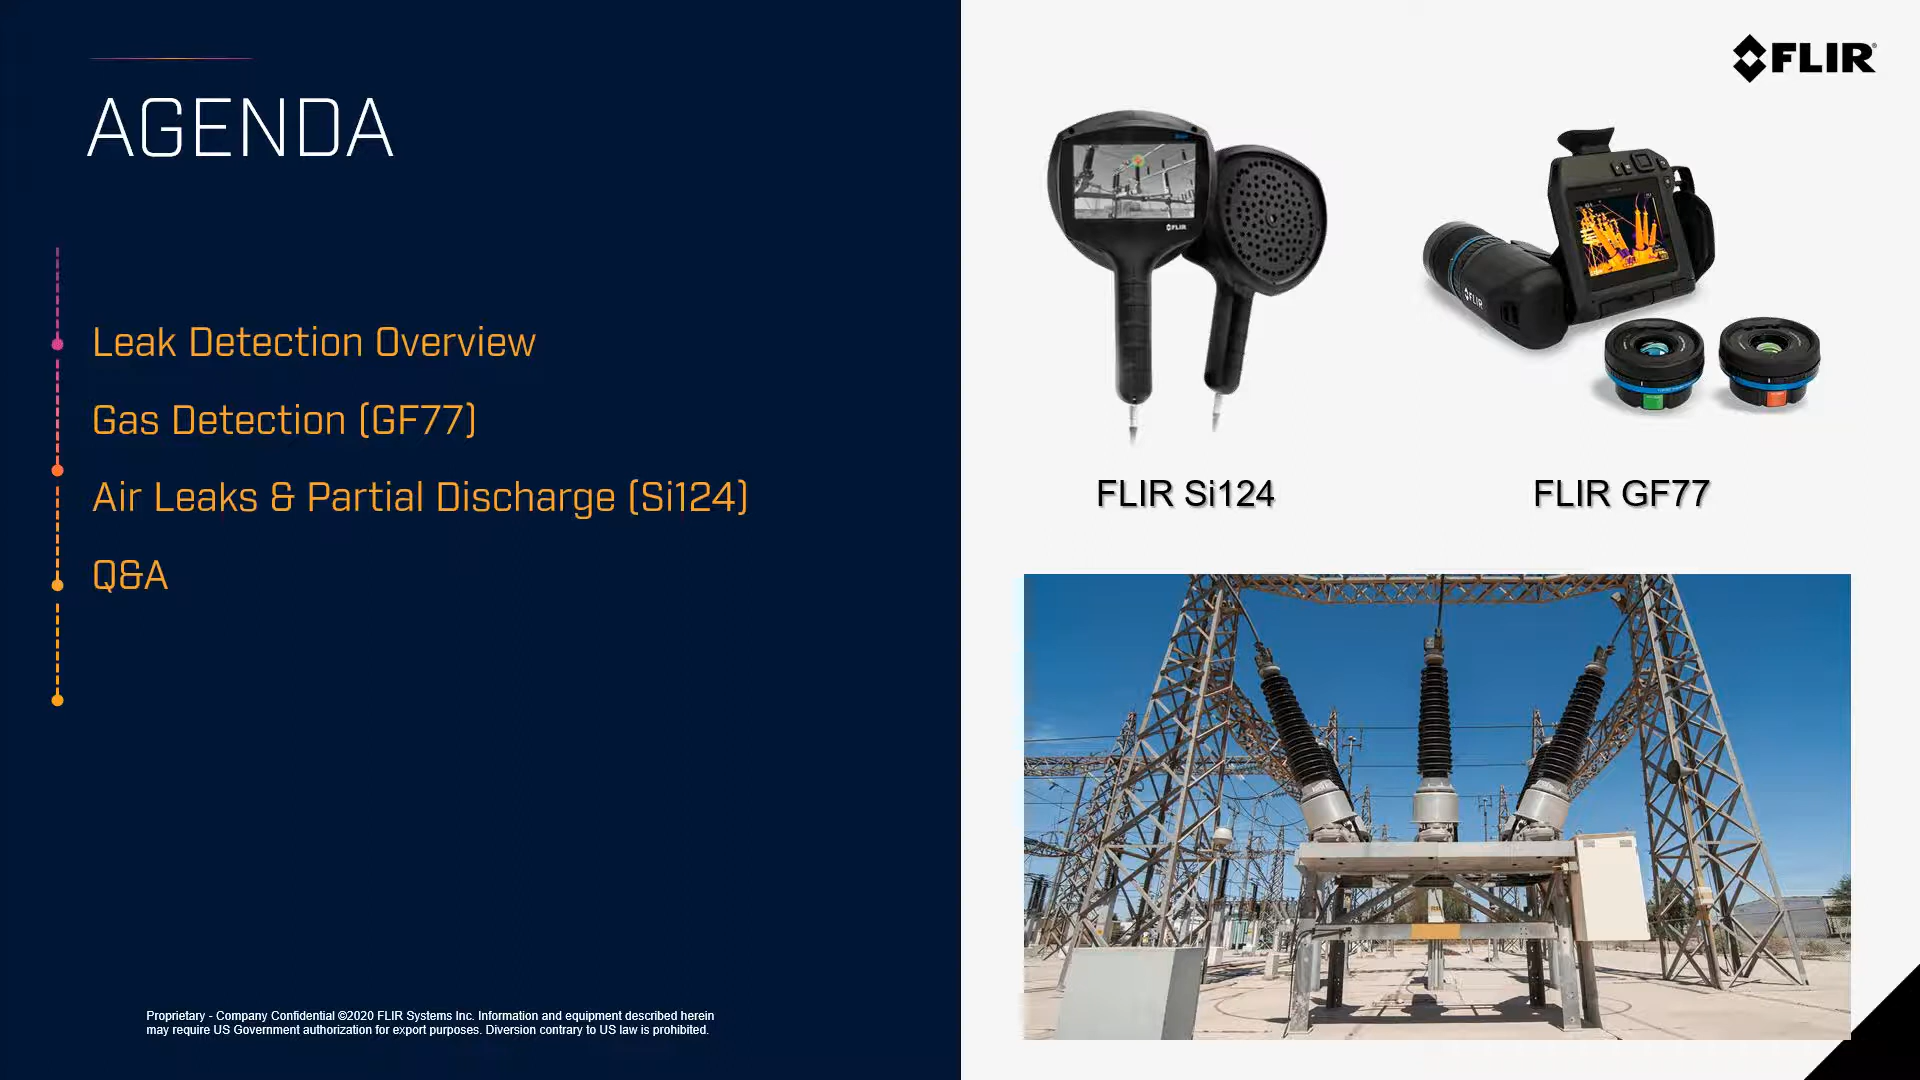 AGENDA
Leak Detection Overview
Gas Detection (GF77)
Air Leaks & Partial Discharge (Si124)
Q&A
Proprietary - Company Confidential ©2020 FLIR Systems Inc. Information and equipment described herein
may require US Government authorization for export purposes. Diversion contrary to US law is prohibited.
FLIR
FLIR
FLIR
FLIR Si124
FLIR GF77